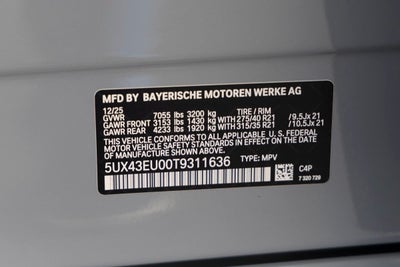 MFD BY BAYERISCHE MOTOREN WERKE AG
12/25 TIRE / RIM
GVWR 7055 lbs 3200 kg
GAWR FRONT 3153 lbs 1430 kg 275/40 R21 / 9.5Jx 21
GAWR REAR 4233 lbs 1920 kg 315/35 R21 / 10.5Jx 21
THIS VEHICLE CONFORMS TO ALL APPLICABLE U.S. FEDERAL
MOTOR VEHICLE SAFETY STANDARDS IN EFFECT ON
THE DATE OF MANUFACTURE SHOWN ABOVE.
5UX43EU00T9311636 TYPE: MPV
C4P
7 320 728